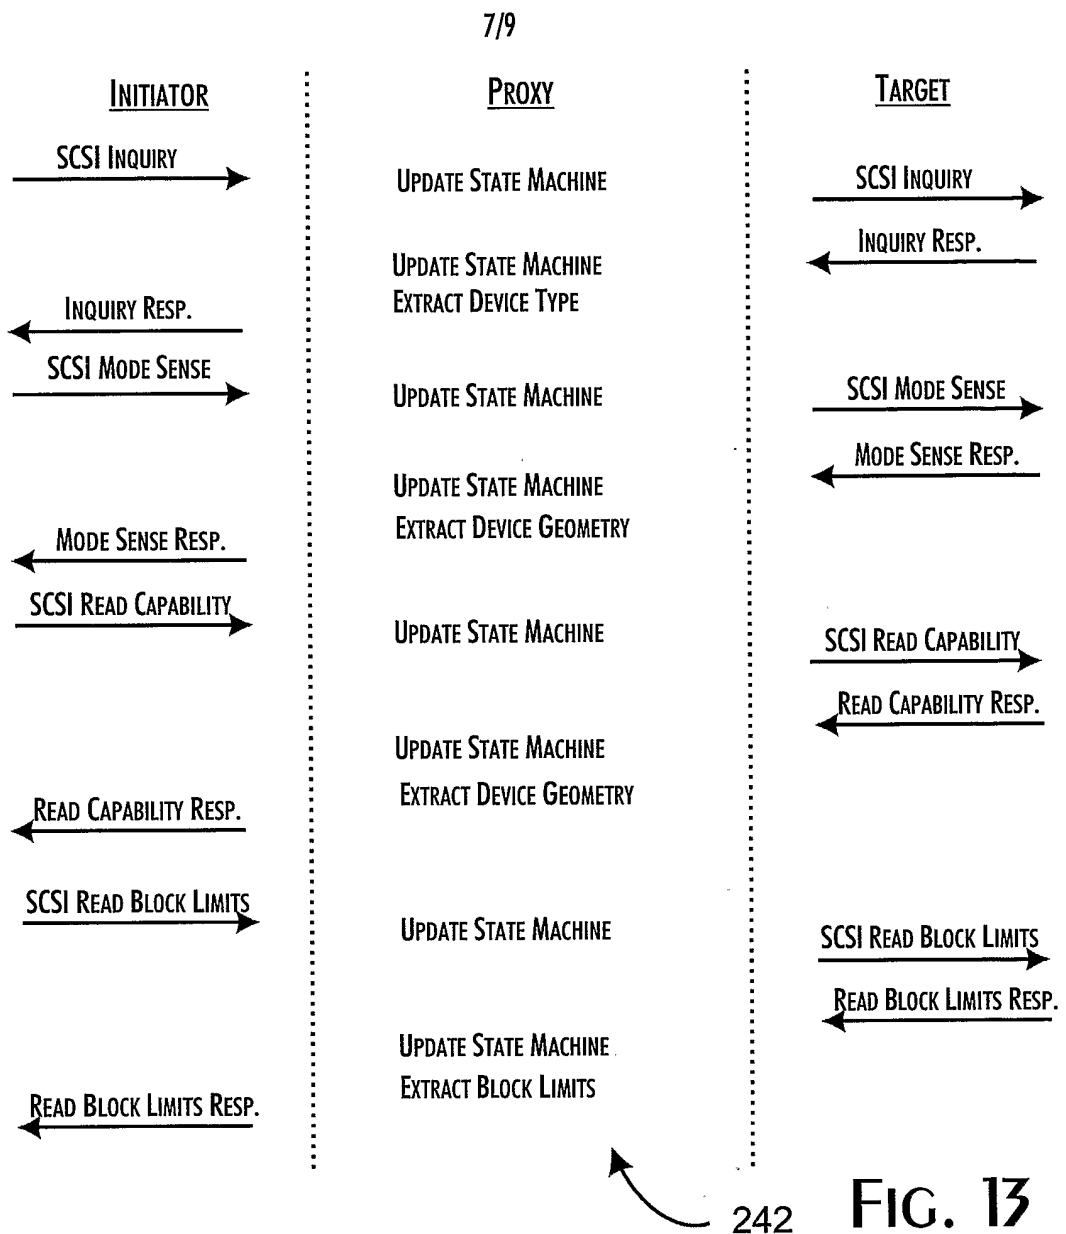 7/9
INITIATOR
PROXY
TARGET
SCSI INQUIRY
UPDATE STATE MACHINE
SCSI INQUIRY
INQUIRY RESP.
UPDATE STATE MACHINE
EXTRACT DEVICE TYPE
INQUIRY RESP.
SCSI MODE SENSE
UPDATE STATE MACHINE
SCSI MODE SENSE
MODE SENSE RESP.
UPDATE STATE MACHINE
EXTRACT DEVICE GEOMETRY
MODE SENSE RESP.
SCSI READ CAPABILITY
UPDATE STATE MACHINE
SCSI READ CAPABILITY
READ CAPABILITY RESP.
UPDATE STATE MACHINE
EXTRACT DEVICE GEOMETRY
READ CAPABILITY RESP.
SCSI READ BLOCK LIMITS
UPDATE STATE MACHINE
SCSI READ BLOCK LIMITS
READ BLOCK LIMITS RESP.
UPDATE STATE MACHINE
EXTRACT BLOCK LIMITS
READ BLOCK LIMITS RESP.
242
FIG. 13